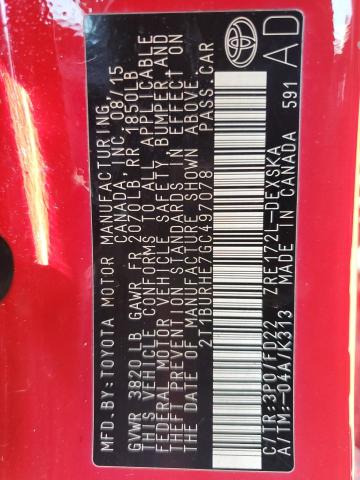 MFD.BY:TOYOTA MOTOR MANUFACTURING
CANADA, INC. 08/15
GVWR 3820 LB GAWR FR 2070LB, RR 1850LB
THIS VEHICLE CONFORMS TO ALL APPLICABLE
FEDERAL MOTOR VEHICLE SAFETY, BUMPER, AND
THEFT PREVENTION STANDARDS IN EFFECT ON
THE DATE OF MANUFACTURE SHOWN ABOVE.
2T1BURHE7GC497078 PASS. CAR
C/TR:3P0/FD22 ZRE172L-DEXSKA
A/TM:-04A/K313 MADE IN CANADA 591
AD
TOYOTA